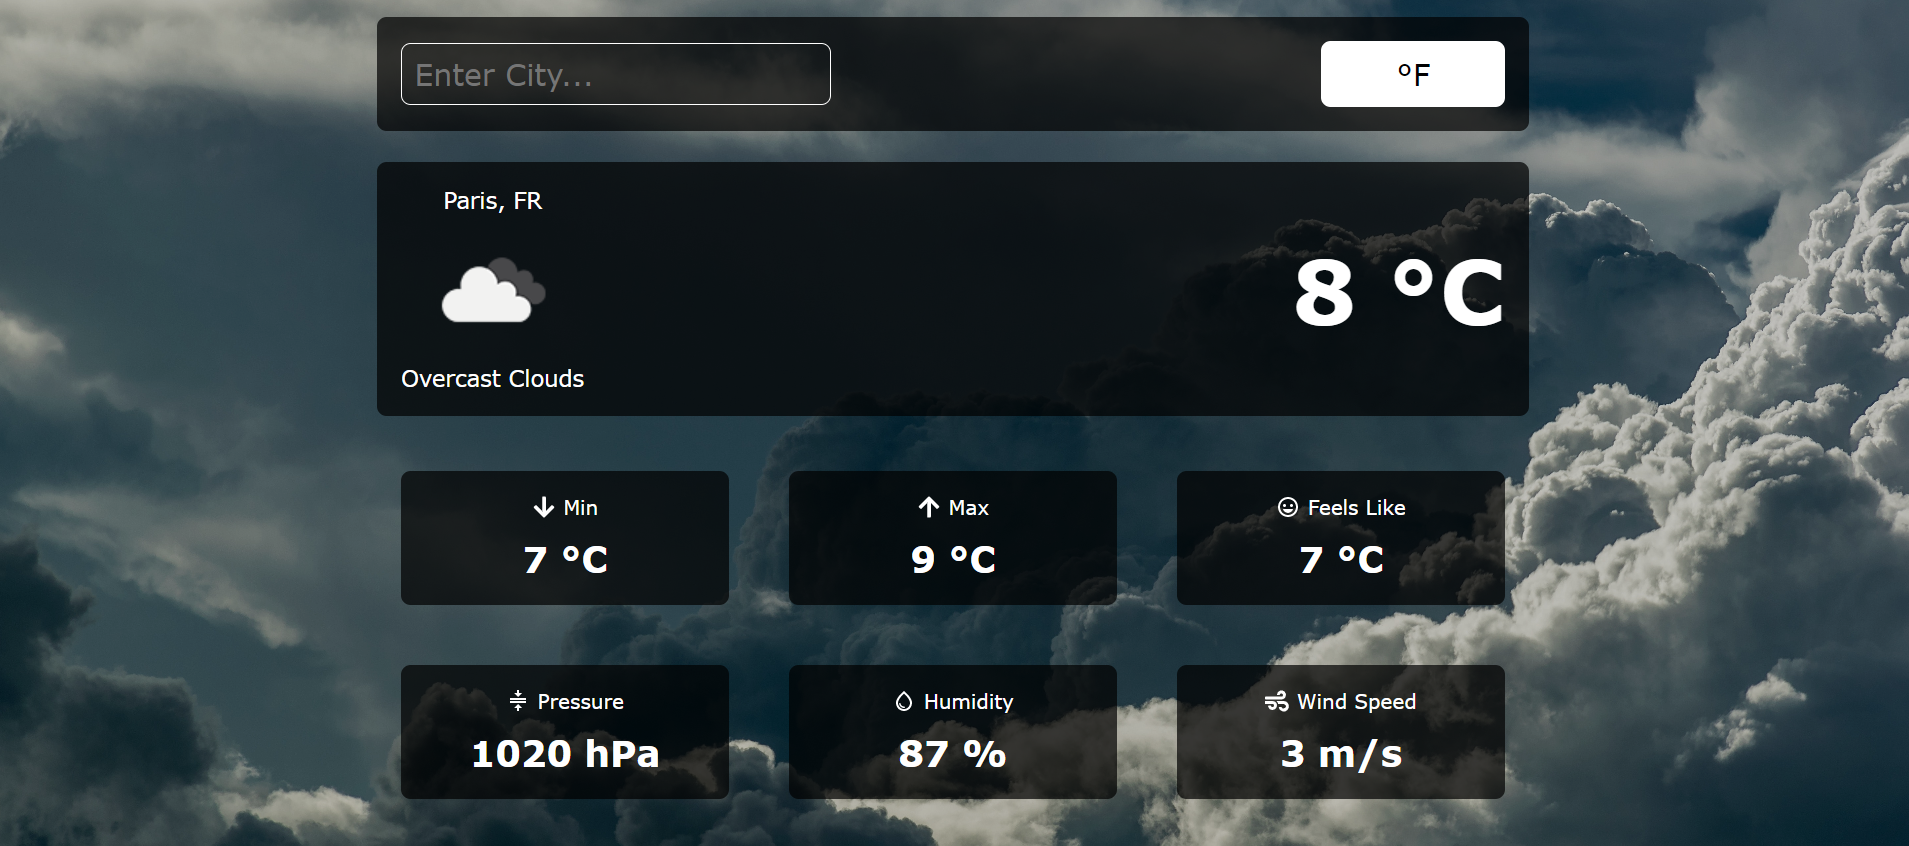 Enter City...
°F
Paris, FR
8 °C
Overcast Clouds
Min
7 °C
Max
9 °C
Feels Like
7 °C
Pressure
1020 hPa
Humidity
87 %
Wind Speed
3 m/s